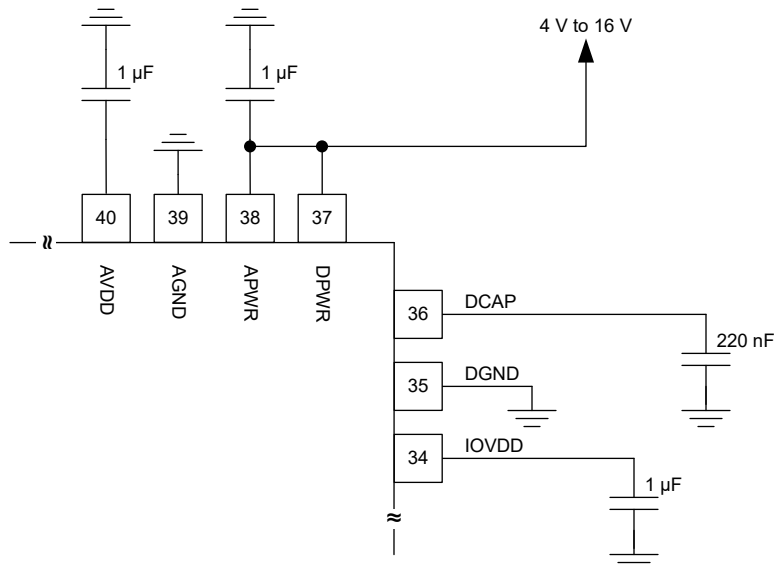 4 V to 16 V
1 µF
1 µF
40
39
38
37
AVDD
AGND
APWR
DPWR
36
DCAP
220 nF
35
DGND
34
IOVDD
1 µF